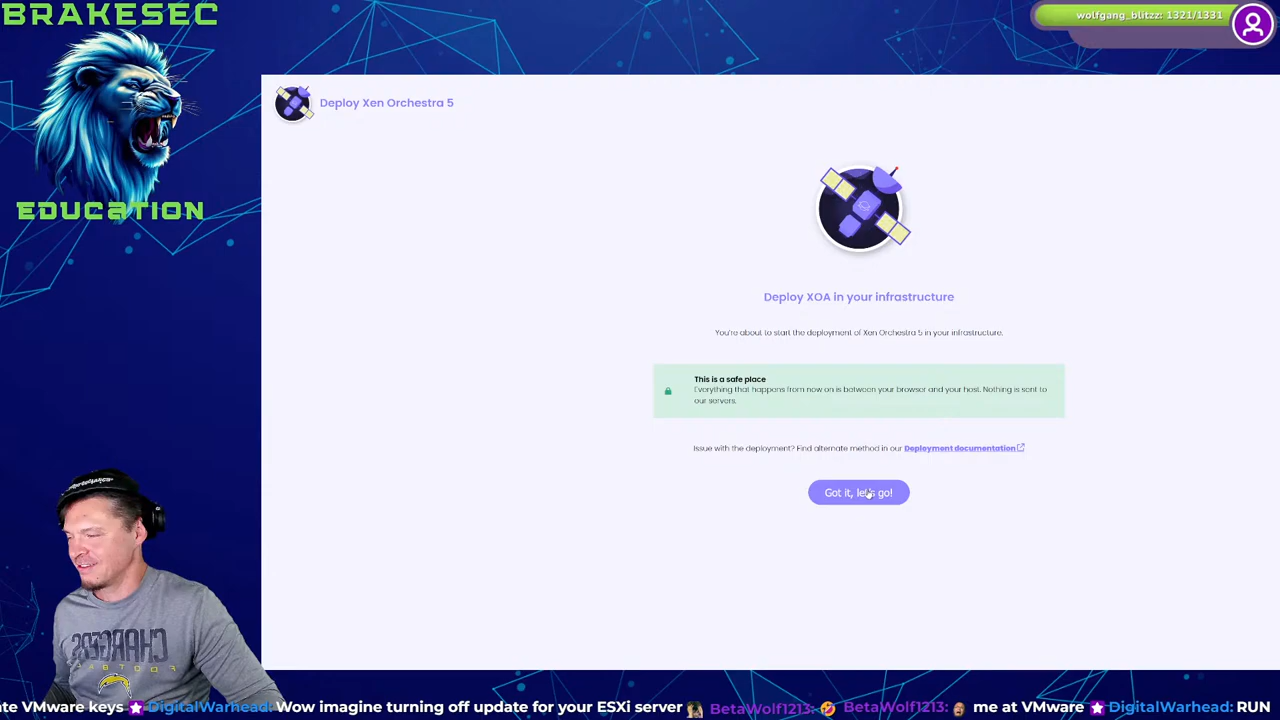 BRAKESEC
EDUCATION
wolfgang_blitzz: 1321/1331
Deploy Xen Orchestra 5
Deploy XOA in your infrastructure
You're about to start the deployment of Xen Orchestra 5 in your infrastructure.
This is a safe place
Everything that happens from now on is between your browser and your host. Nothing is sent to
our servers.
Issue with the deployment? Find alternate method in our Deployment documentation
Got it, let's go!
CHARGERS
FOOTBALL
ate VMware keys DigitalWarhead: Wow imagine turning off update for your ESXi server BetaWolf1213: BetaWolf1213: me at VMware DigitalWarhead: RUN